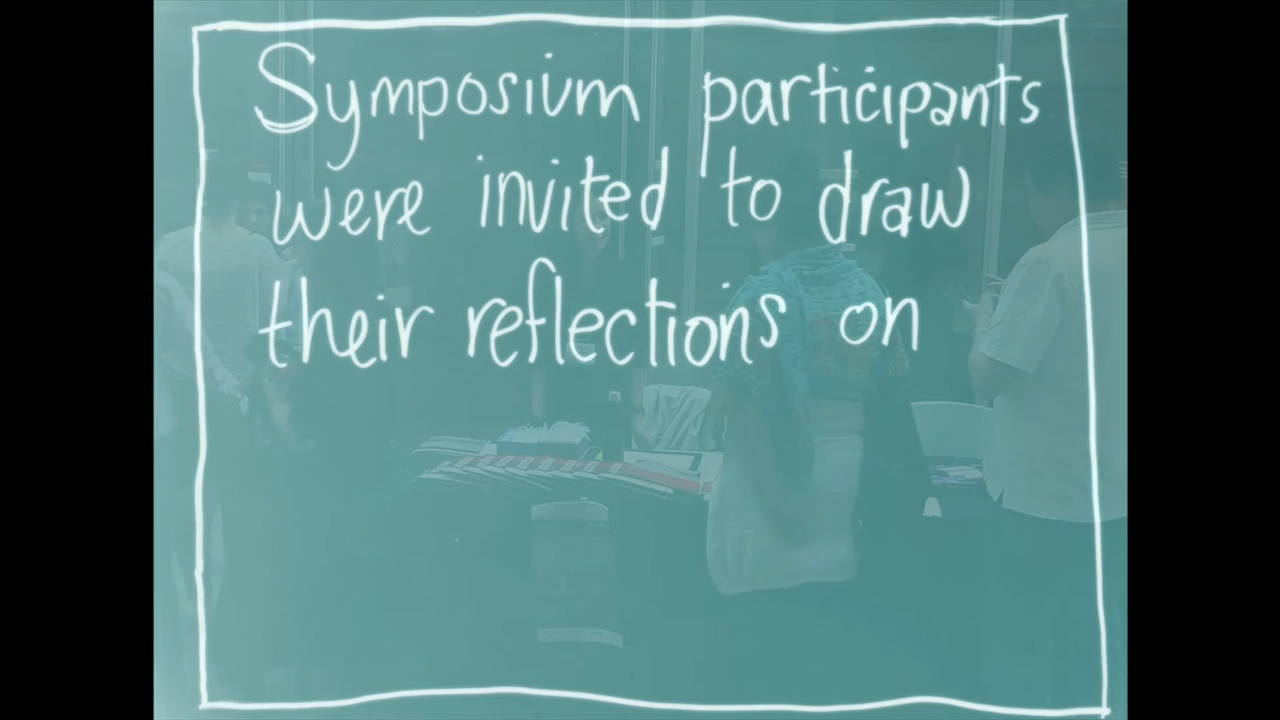 Symposium participants
were invited to draw
their reflections on